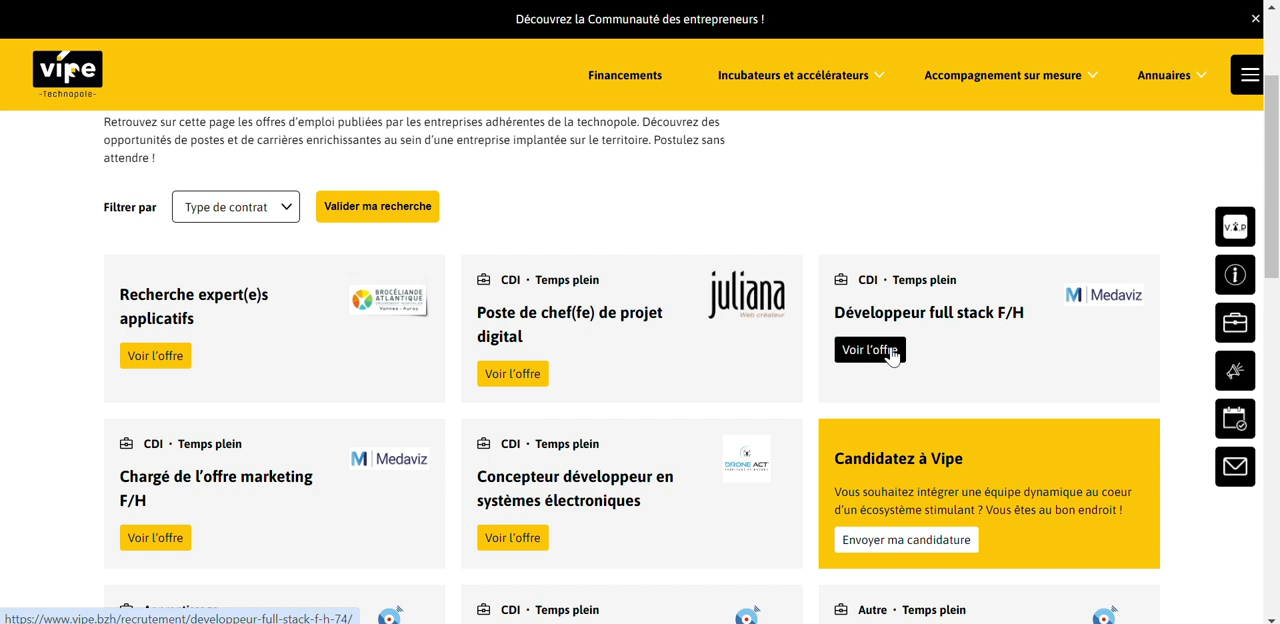 Découvrez la Communauté des entrepreneurs !
vipe
-Technopole-
Financements
Incubateurs et accélérateurs
Accompagnement sur mesure
Annuaires
Retrouvez sur cette page les offres d'emploi publiées par les entreprises adhérentes de la technopole. Découvrez des
opportunités de postes et de carrières enrichissantes au sein d'une entreprise implantée sur le territoire. Postulez sans
attendre !
Filtrer par
Type de contrat
Valider ma recherche
V.I.P
Recherche expert(e)s
applicatifs
BROCÉLIANDE
ATLANTIQUE
Vannes - Auray
Voir l'offre
CDI · Temps plein
Poste de chef(fe) de projet
digital
juliana
Web créateur
Voir l'offre
CDI · Temps plein
Développeur full stack F/H
M | Medaviz
Voir l'offre
CDI · Temps plein
Chargé de l'offre marketing
F/H
M | Medaviz
Voir l'offre
CDI · Temps plein
Concepteur développeur en
systèmes électroniques
DRONE ACT
Voir l'offre
Candidatez à Vipe
Vous souhaitez intégrer une équipe dynamique au coeur
d'un écosystème stimulant ? Vous êtes au bon endroit !
Envoyer ma candidature
CDI · Temps plein
Autre · Temps plein
https://www.vipe.bzh/recrutement/developpeur-full-stack-f-h-74/